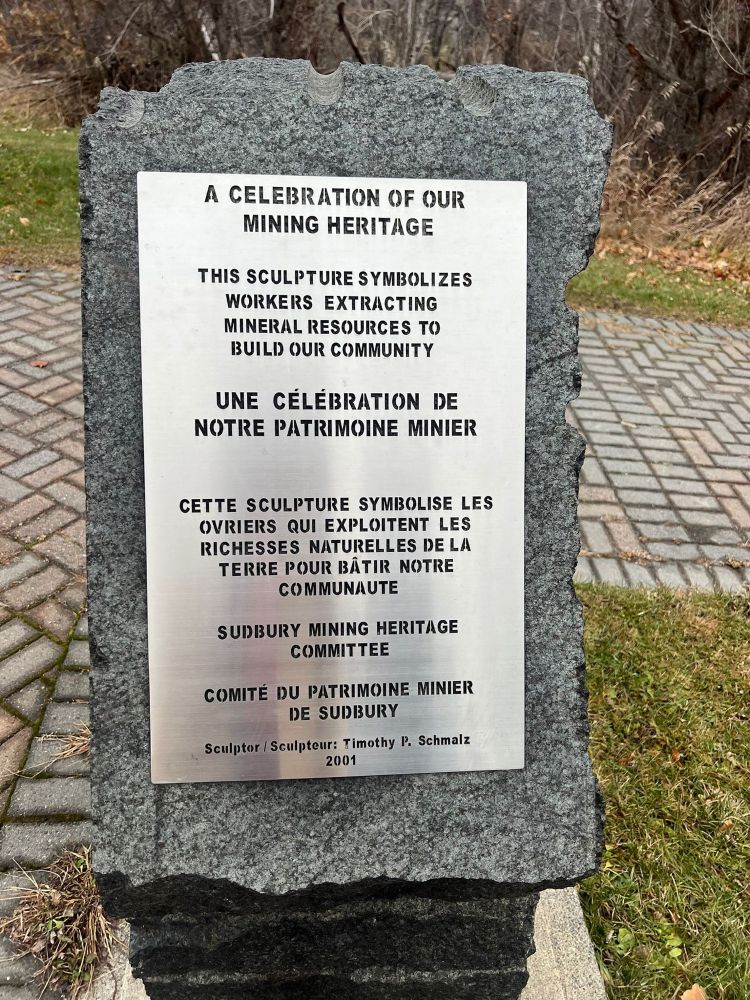 A CELEBRATION OF OUR
MINING HERITAGE
THIS SCULPTURE SYMBOLIZES
WORKERS EXTRACTING
MINERAL RESOURCES TO
BUILD OUR COMMUNITY
UNE CÉLÉBRATION DE
NOTRE PATRIMOINE MINIER
CETTE SCULPTURE SYMBOLISE LES
OVRIERS QUI EXPLOITENT LES
RICHESSES NATURELLES DE LA
TERRE POUR BÂTIR NOTRE
COMMUNAUTE
SUDBURY MINING HERITAGE
COMMITTEE
COMITÉ DU PATRIMOINE MINIER
DE SUDBURY
Sculptor / Sculpteur: Timothy P. Schmalz
2001